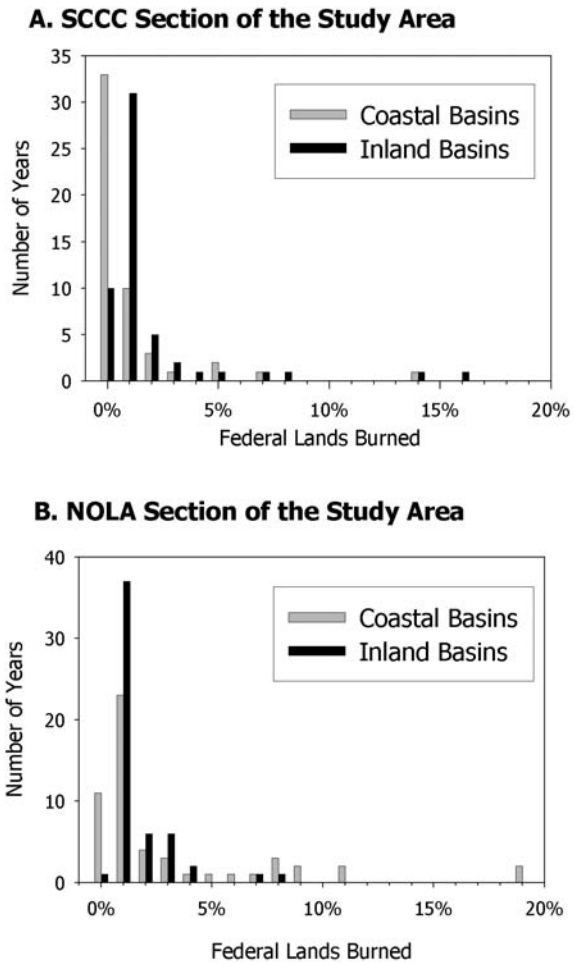 A. SCCC Section of the Study Area
35
30
25
20
15
10
5
0
Number of Years
Coastal Basins
Inland Basins
0% 5% 10% 15% 20%
Federal Lands Burned
B. NOLA Section of the Study Area
40
30
20
10
0
Number of Years
Coastal Basins
Inland Basins
0% 5% 10% 15% 20%
Federal Lands Burned